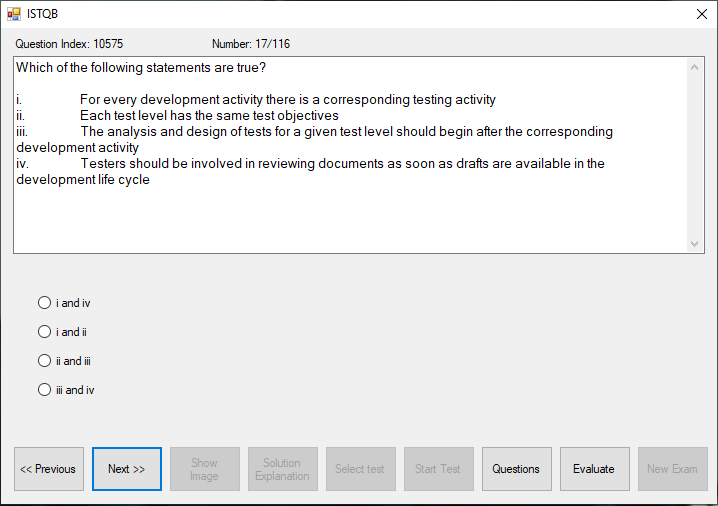 ISTQB
Question Index: 10575 Number: 17/116
Which of the following statements are true?
i. For every development activity there is a corresponding testing activity
ii. Each test level has the same test objectives
iii. The analysis and design of tests for a given test level should begin after the corresponding
development activity
iv. Testers should be involved in reviewing documents as soon as drafts are available in the
development life cycle
i and iv
i and ii
ii and iii
iii and iv
<< Previous Next >> Show Image Solution Explanation Select test Start Test Questions Evaluate New Exam